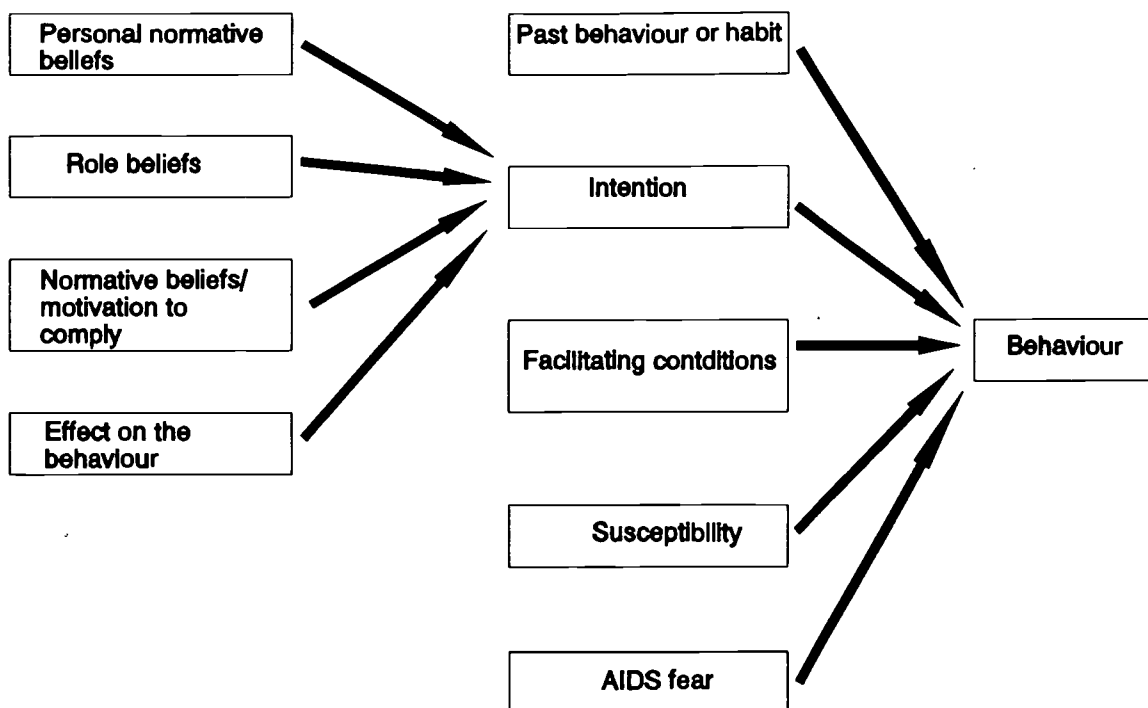 Personal normative
beliefs
Role beliefs
Normative beliefs/
motivation to
comply
Effect on the
behaviour
Past behaviour or habit
Intention
Facilitating contditions
Susceptibility
AIDS fear
Behaviour